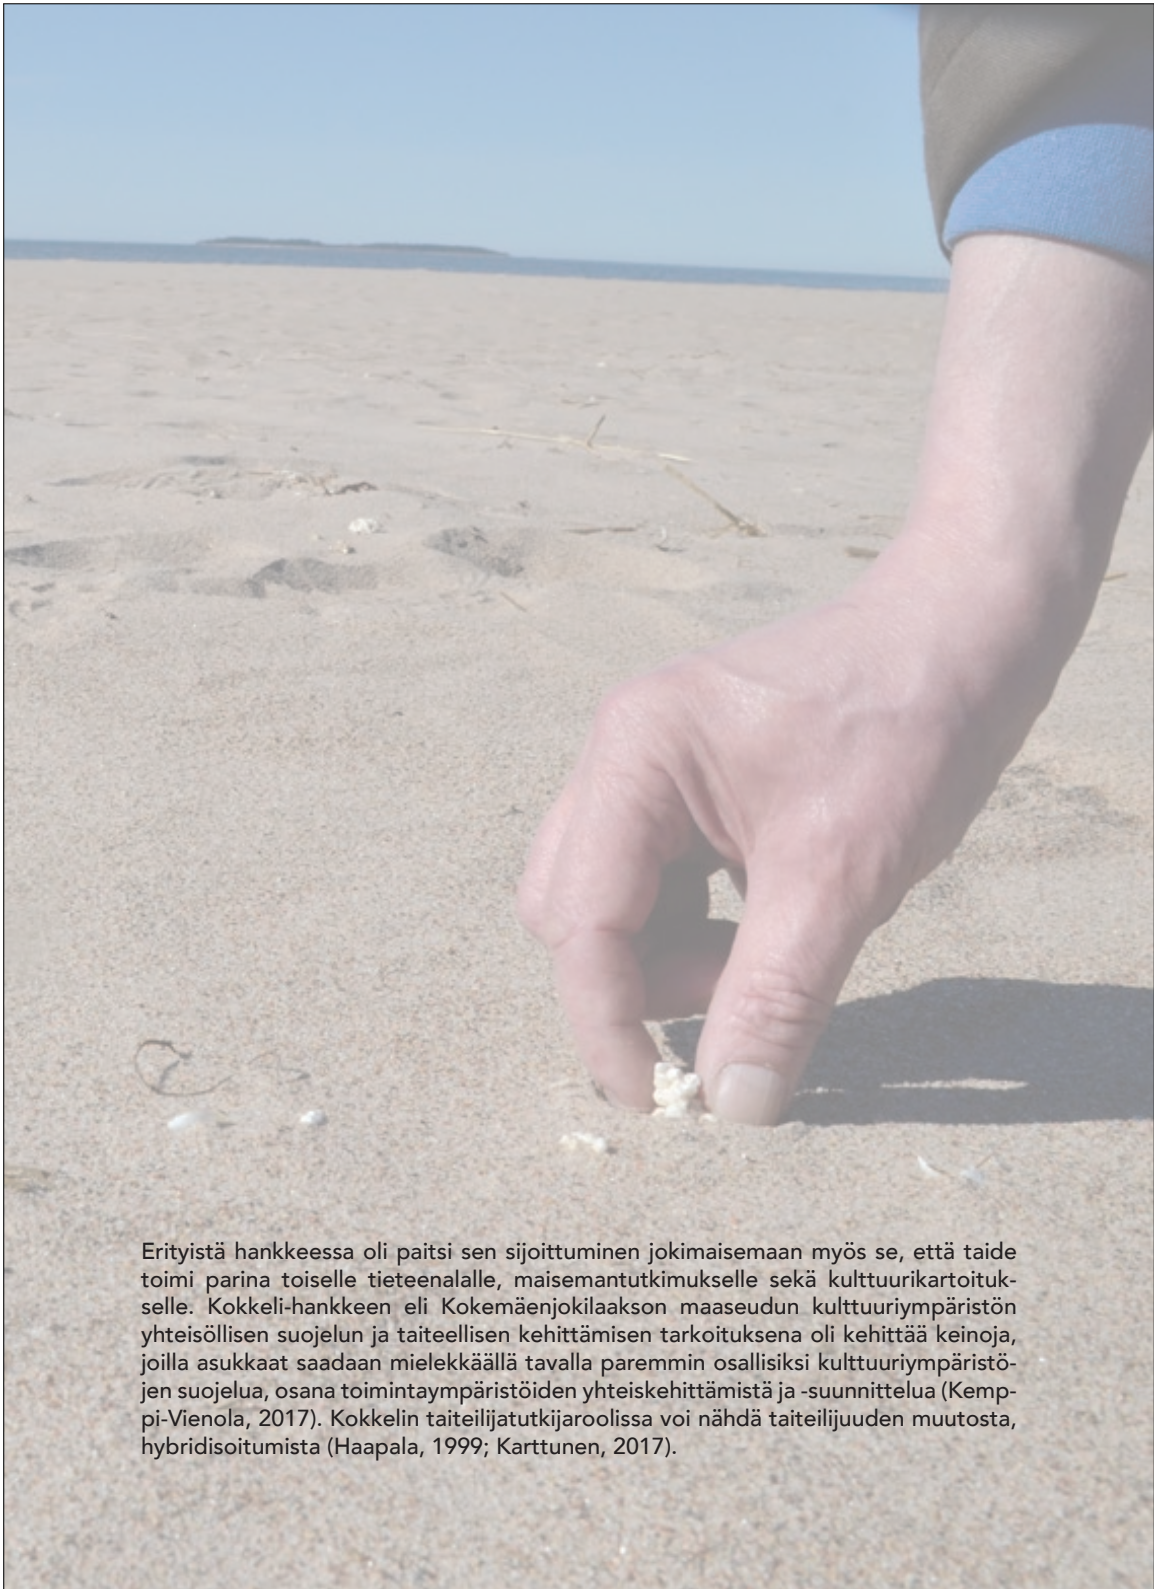 Erityistä hankkeessa oli paitsi sen sijoittuminen jokimaisemaan myös se, että taide
toimi parina toiselle tieteenalalle, maisemantutkimukselle sekä kulttuurikartoituk-
selle. Kokkeli-hankkeen eli Kokemäenjokilaakson maaseudun kulttuuriympäristön
yhteisöllisen suojelun ja taiteellisen kehittämisen tarkoituksena oli kehittää keinoja,
joilla asukkaat saadaan mielekkäällä tavalla paremmin osallisiksi kulttuuriympäristö-
jen suojelua, osana toimintaympäristöiden yhteiskehittämistä ja -suunnittelua (Kemp-
pi-Vienola, 2017). Kokkelin taiteilijatutkijaroolissa voi nähdä taiteilijuuden muutosta,
hybridisoitumista (Haapala, 1999; Karttunen, 2017).